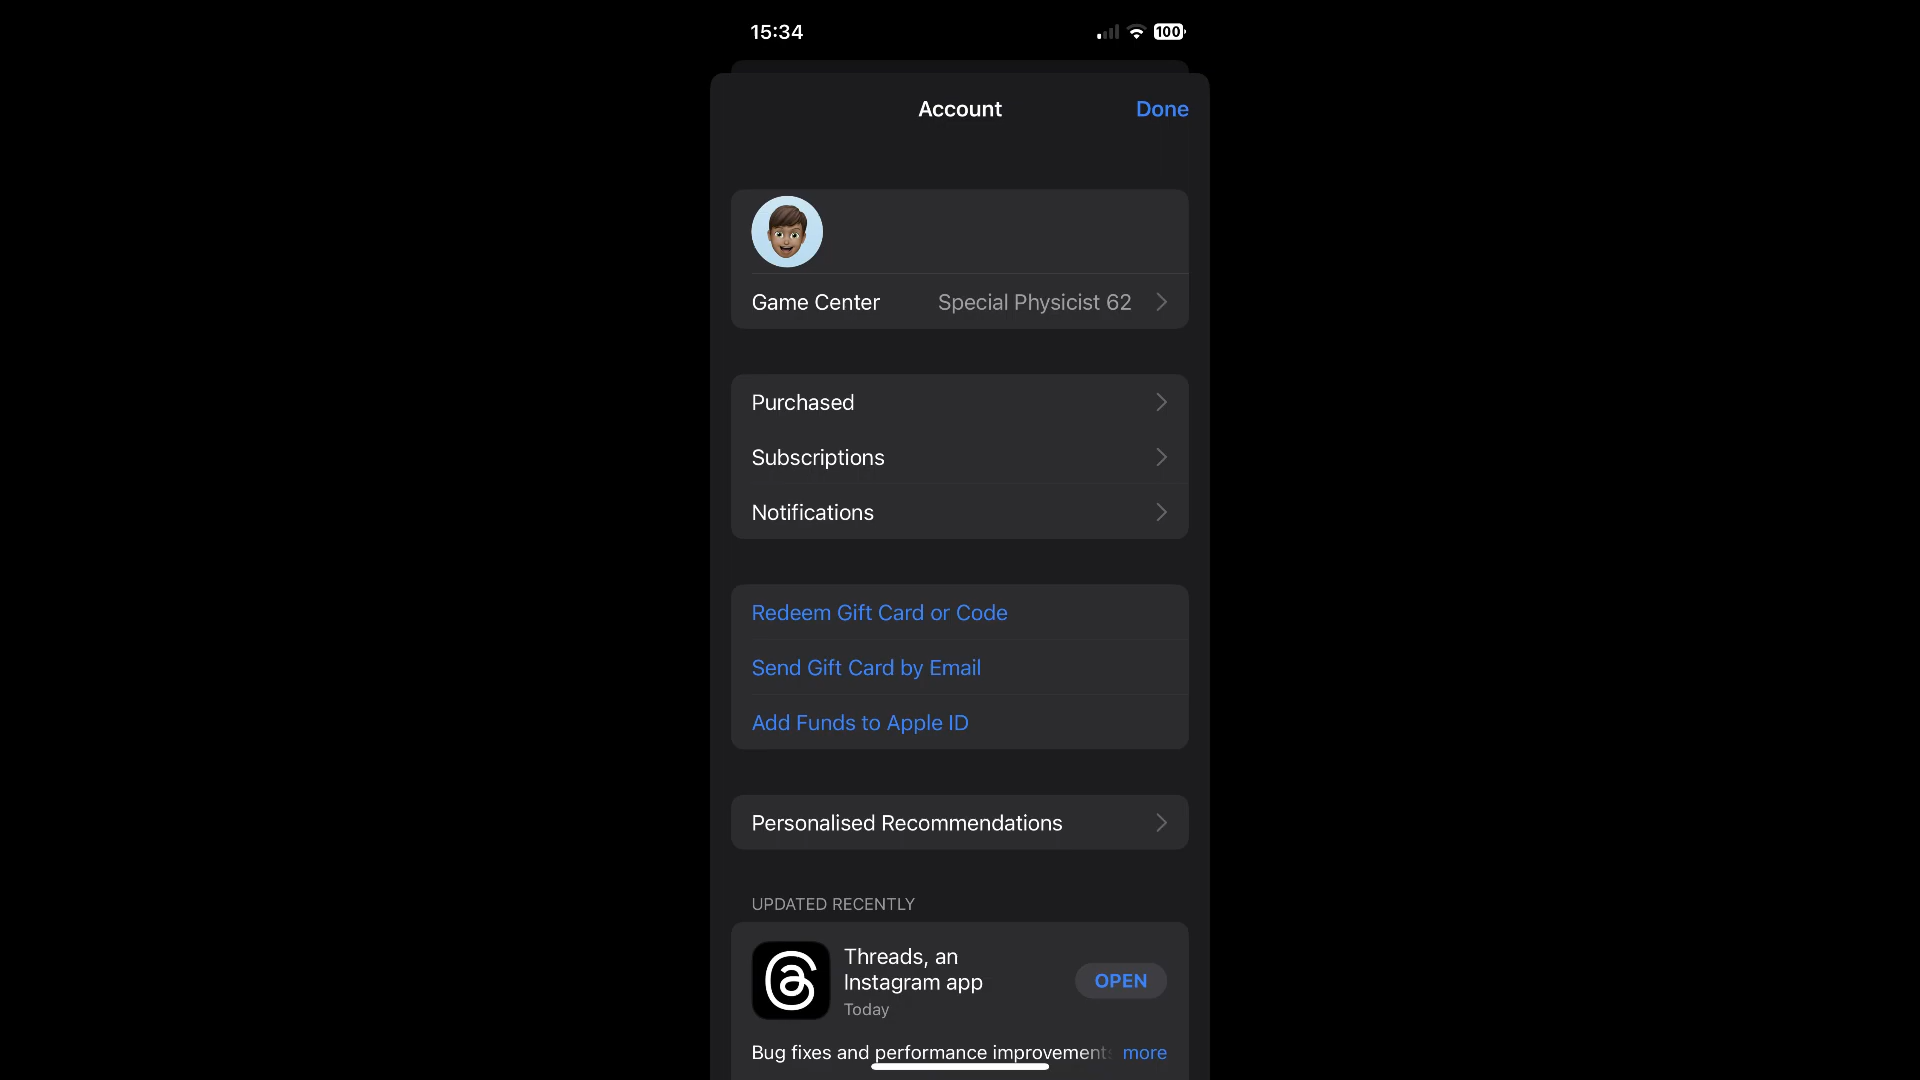 15:34
100
Account
Done
Game Center
Special Physicist 62
Purchased
Subscriptions
Notifications
Redeem Gift Card or Code
Send Gift Card by Email
Add Funds to Apple ID
Personalised Recommendations
UPDATED RECENTLY
Threads, an
Instagram app
Today
OPEN
Bug fixes and performance improvements
more